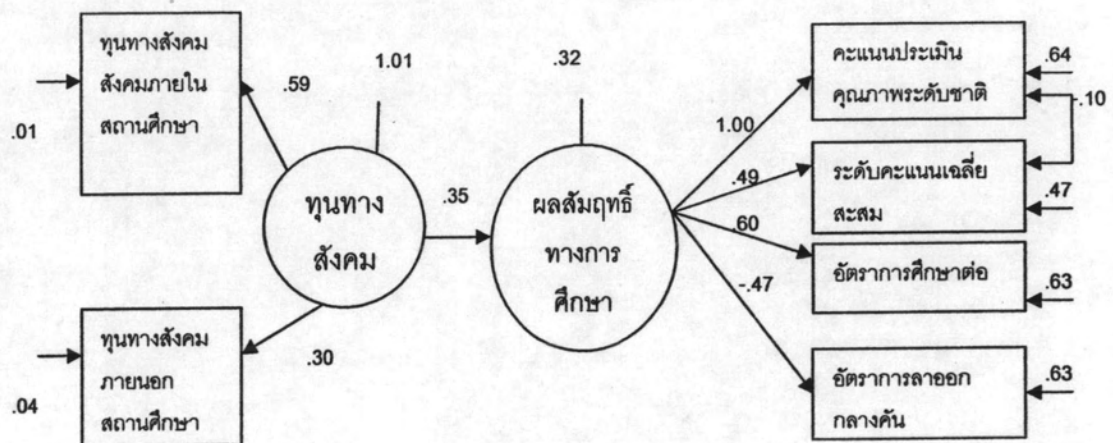 ทุนทางสังคม
สังคมภายใน
สถานศึกษา
.01
.59
1.01
ทุนทาง
สังคม
.35
.32
ผลสัมฤทธิ์
ทางการ
ศึกษา
1.00
.49
.60
-.47
คะแนนประเมิน
คุณภาพระดับชาติ
.64
-.10
ระดับคะแนนเฉลี่ย
สะสม
.47
อัตราการศึกษาต่อ
.63
อัตราการลาออก
กลางคัน
.63
ทุนทางสังคม
ภายนอก
สถานศึกษา
.04
.30